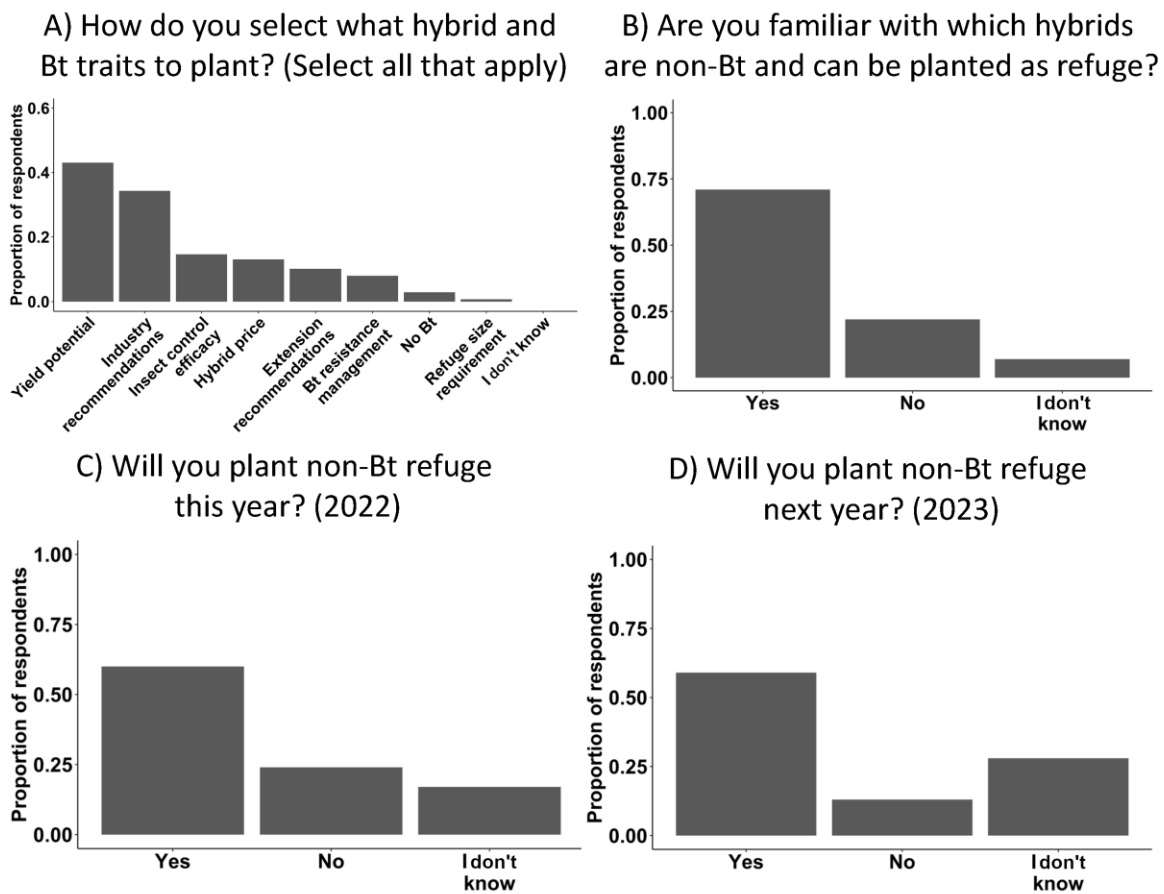 A) How do you select what hybrid and
Bt traits to plant? (Select all that apply)
Proportion of respondents
0.6
0.4
0.2
0.0
Yield potential
Industry
recommendations
Insect control
efficacy
Hybrid price
Extension
recommendations
Bt resistance
management
No Bt
Refuge size
requirement
I don't know
B) Are you familiar with which hybrids
are non-Bt and can be planted as refuge?
Proportion of respondents
1.00
0.75
0.50
0.25
0.00
Yes
No
I don't
know
C) Will you plant non-Bt refuge
this year? (2022)
Proportion of respondents
1.00
0.75
0.50
0.25
0.00
Yes
No
I don't
know
D) Will you plant non-Bt refuge
next year? (2023)
Proportion of respondents
1.00
0.75
0.50
0.25
0.00
Yes
No
I don't
know